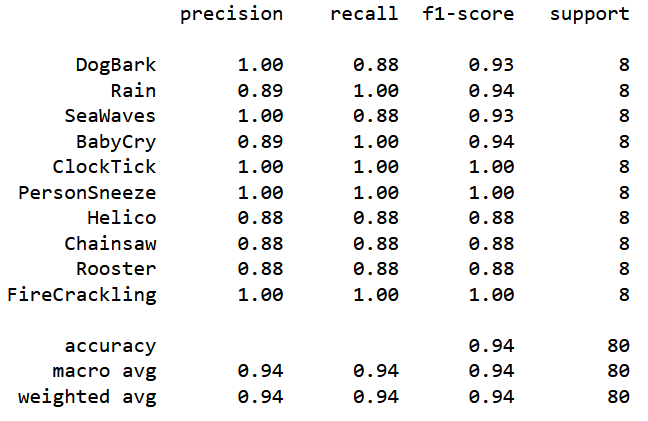 precision recall f1-score support
DogBark 1.00 0.88 0.93 8
Rain 0.89 1.00 0.94 8
SeaWaves 1.00 0.88 0.93 8
BabyCry 0.89 1.00 0.94 8
ClockTick 1.00 1.00 1.00 8
PersonSneeze 1.00 1.00 1.00 8
Helico 0.88 0.88 0.88 8
Chainsaw 0.88 0.88 0.88 8
Rooster 0.88 0.88 0.88 8
FireCrackling 1.00 1.00 1.00 8
accuracy 0.94 80
macro avg 0.94 0.94 0.94 80
weighted avg 0.94 0.94 0.94 80